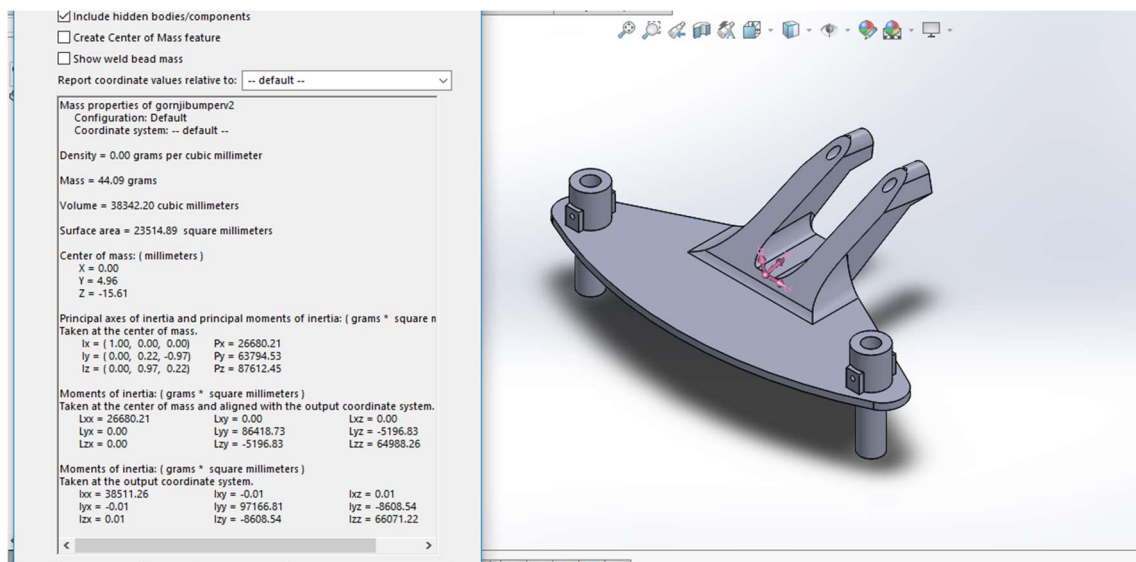 Include hidden bodies/components
Create Center of Mass feature
Show weld bead mass
Report coordinate values relative to: -- default --
Mass properties of gornjibumperv2
Configuration: Default
Coordinate system: -- default --
Density = 0.00 grams per cubic millimeter
Mass = 44.09 grams
Volume = 38342.20 cubic millimeters
Surface area = 23514.89 square millimeters
Center of mass: ( millimeters )
X = 0.00
Y = 4.96
Z = -15.61
Principal axes of inertia and principal moments of inertia: ( grams * square m
Taken at the center of mass.
Ix = ( 1.00, 0.00, 0.00) Px = 26680.21
Iy = ( 0.00, 0.22, -0.97) Py = 63794.53
Iz = ( 0.00, 0.97, 0.22) Pz = 87612.45
Moments of inertia: ( grams * square millimeters )
Taken at the center of mass and aligned with the output coordinate system.
Lxx = 26680.21 Lxy = 0.00 Lxz = 0.00
Lyx = 0.00 Lyy = 86418.73 Lyz = -5196.83
Lzx = 0.00 Lzy = -5196.83 Lzz = 64988.26
Moments of inertia: ( grams * square millimeters )
Taken at the output coordinate system.
Ixx = 38511.26 Ixy = -0.01 Ixz = 0.01
Iyx = -0.01 Iyy = 97166.81 Iyz = -8608.54
Izx = 0.01 Izy = -8608.54 Izz = 66071.22